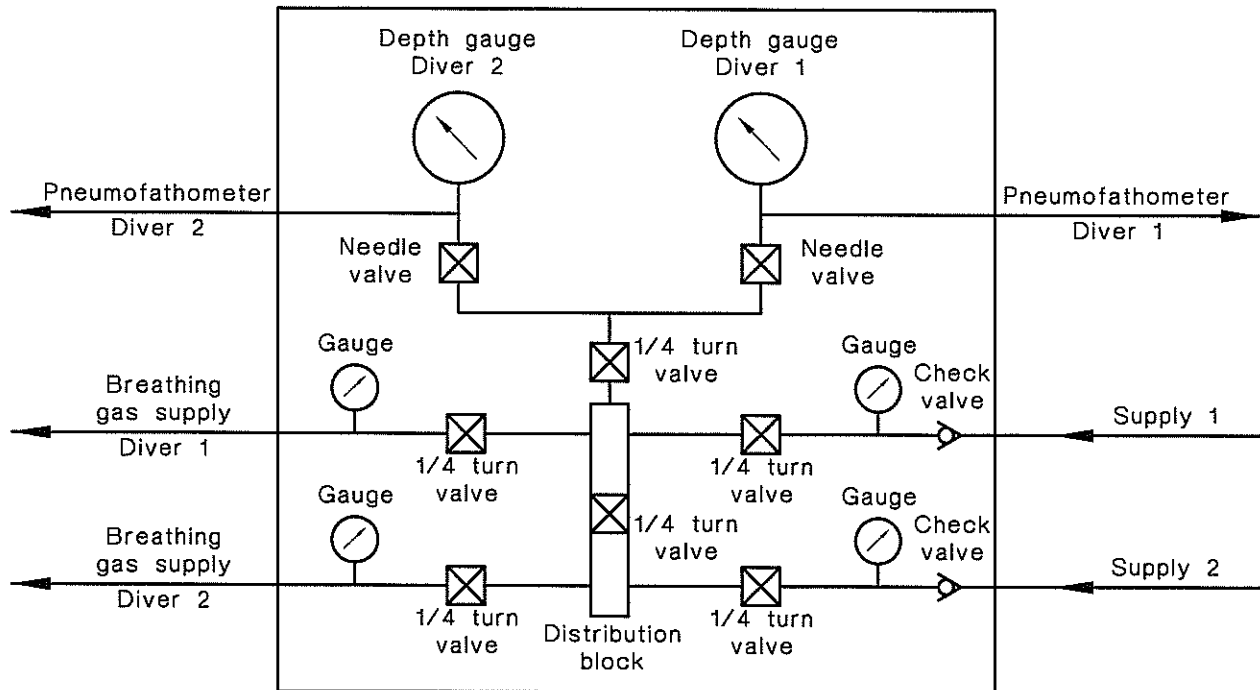 Depth gauge
Diver 2
Depth gauge
Diver 1
Pneumofathometer
Diver 2
Pneumofathometer
Diver 1
Needle
valve
Needle
valve
Gauge
1/4 turn
valve
Gauge
Check
valve
Breathing
gas supply
Diver 1
Supply 1
1/4 turn
valve
1/4 turn
valve
Gauge
1/4 turn
valve
Gauge
Check
valve
Breathing
gas supply
Diver 2
Supply 2
1/4 turn
valve
Distribution
block
1/4 turn
valve